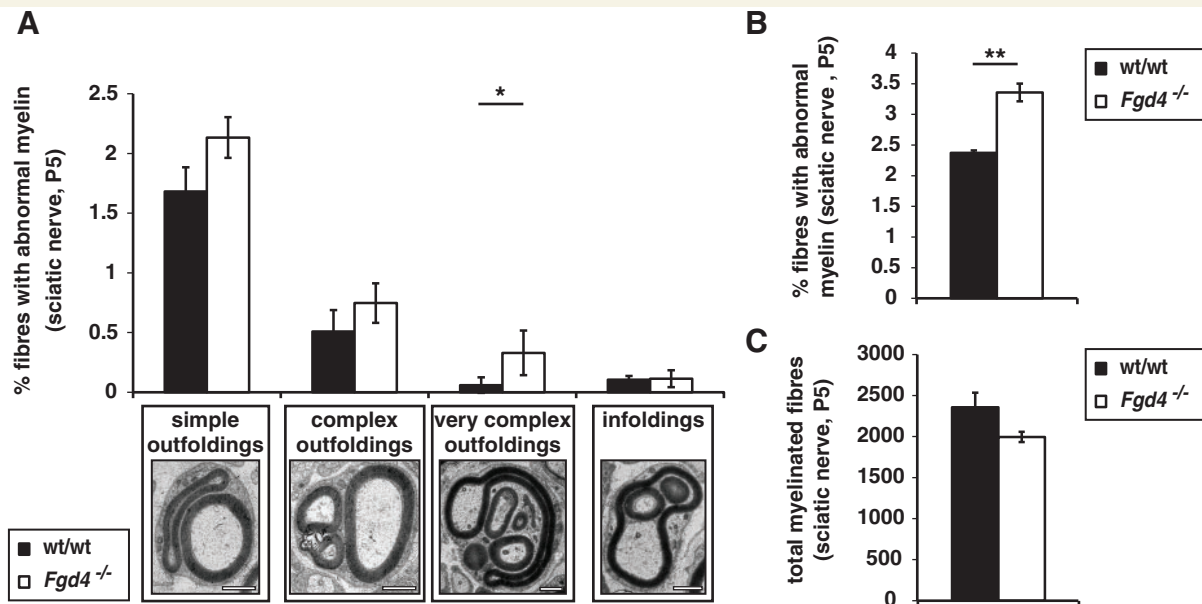 A
% fibres with abnormal myelin
(sciatic nerve, P5)
2.5
2
1.5
1
0.5
0
*
simple
outfoldings
complex
outfoldings
very complex
outfoldings
infoldings
wt/wt
Fgd4 -/-
B
% fibres with abnormal
myelin (sciatic nerve , P5)
4
3.5
3
2.5
2
1.5
1
0.5
0
**
wt/wt
Fgd4 -/-
C
total myelinated fibres
(sciatic nerve, P5)
3000
2500
2000
1500
1000
500
0
wt/wt
Fgd4 -/-